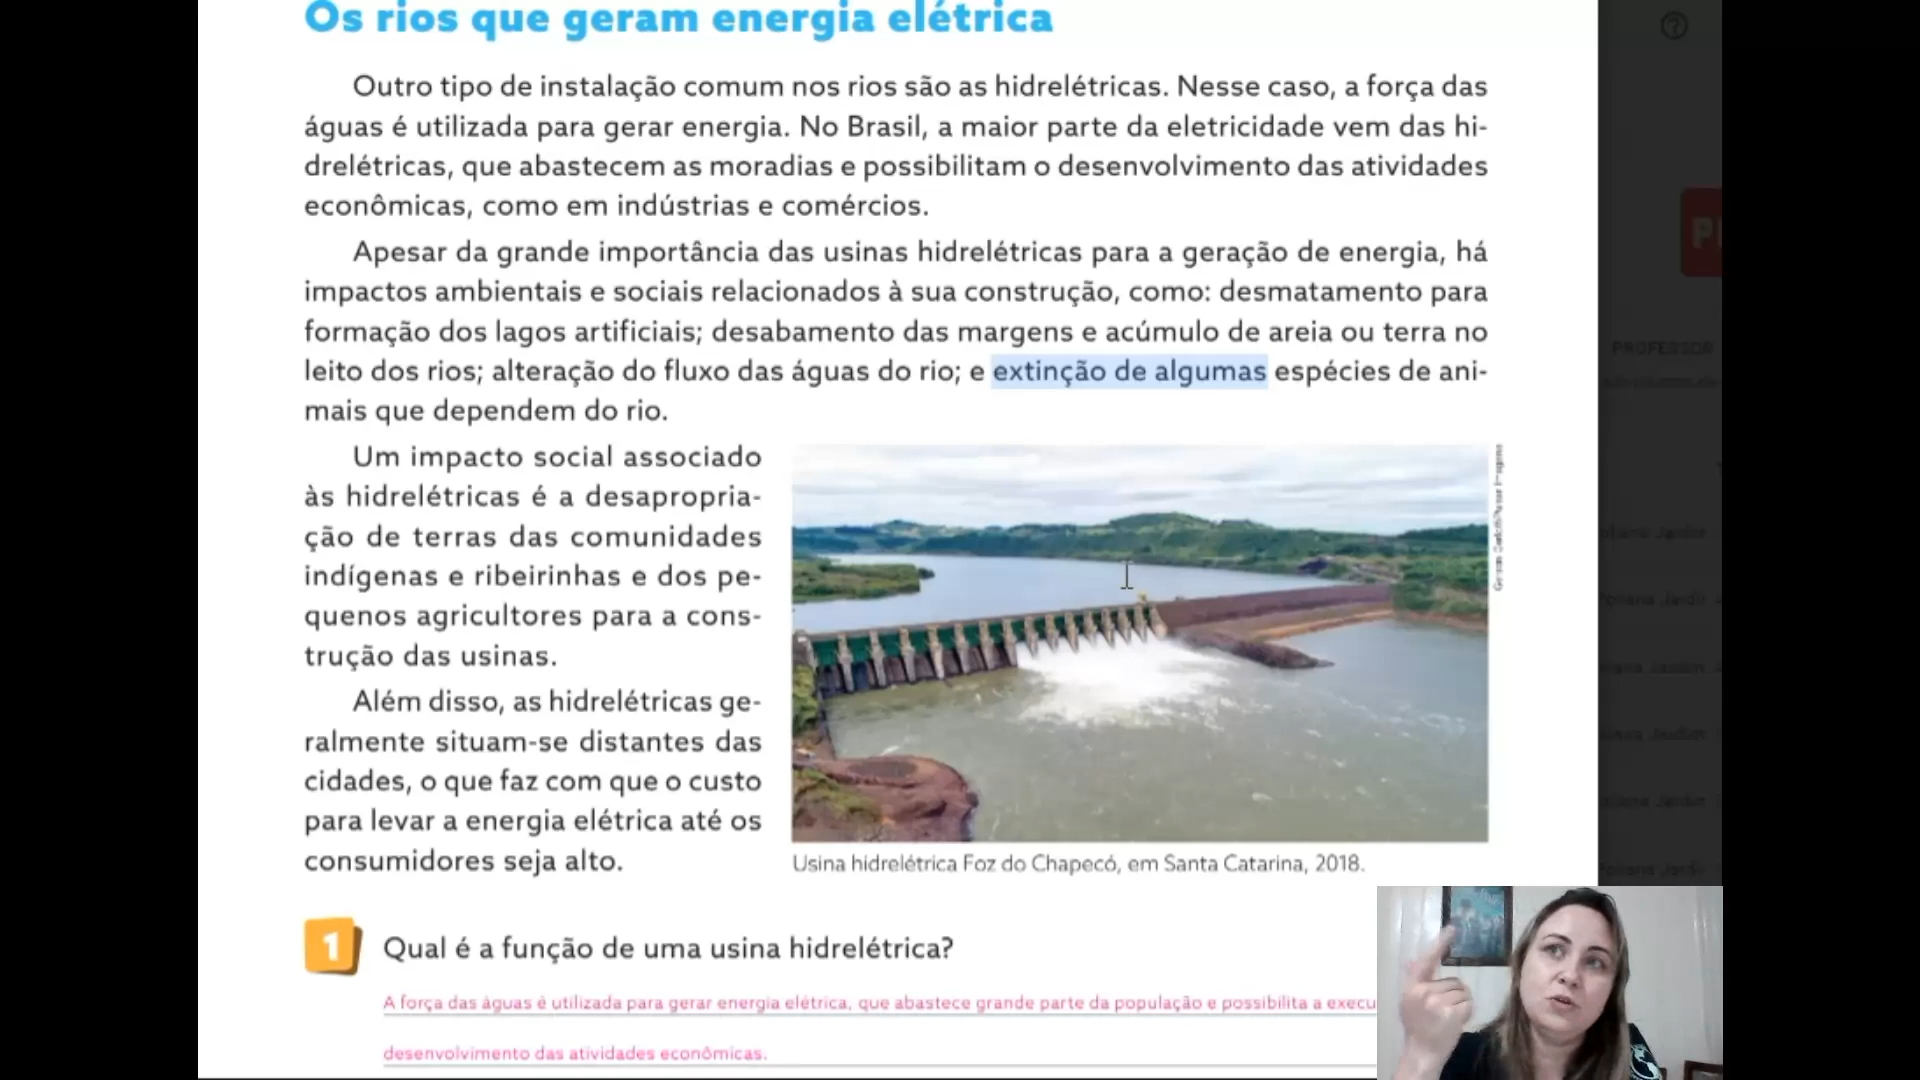 Os rios que geram energia elétrica
Outro tipo de instalação comum nos rios são as hidrelétricas. Nesse caso, a força das
águas é utilizada para gerar energia. No Brasil, a maior parte da eletricidade vem das hi-
drelétricas, que abastecem as moradias e possibilitam o desenvolvimento das atividades
econômicas, como em indústrias e comércios.
Apesar da grande importância das usinas hidrelétricas para a geração de energia, há
impactos ambientais e sociais relacionados à sua construção, como: desmatamento para
formação dos lagos artificiais; desabamento das margens e acúmulo de areia ou terra no
leito dos rios; alteração do fluxo das águas do rio; e extinção de algumas espécies de ani-
mais que dependem do rio.
Um impacto social associado
às hidrelétricas é a desapropria-
ção de terras das comunidades
indígenas e ribeirinhas e dos pe-
quenos agricultores para a cons-
trução das usinas.
Além disso, as hidrelétricas ge-
ralmente situam-se distantes das
cidades, o que faz com que o custo
para levar a energia elétrica até os
consumidores seja alto.
Usina hidrelétrica Foz do Chapecó, em Santa Catarina, 2018.
1 Qual é a função de uma usina hidrelétrica?
A força das águas é utilizada para gerar energia elétrica, que abastece grande parte da população e possibilita a execu
desenvolvimento das atividades econômicas.
PROFESSOR